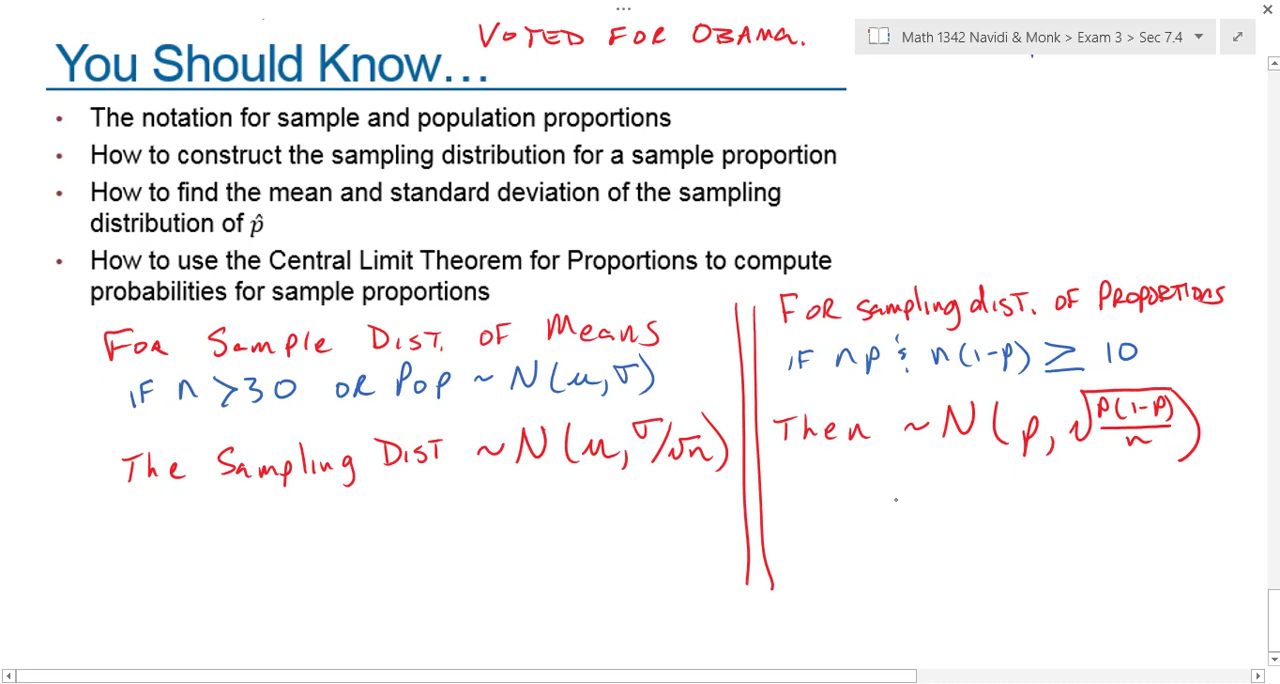 VOTED FOR OBAMA.
Math 1342 Navidi & Monk > Exam 3 > Sec 7.4
You Should Know…
• The notation for sample and population proportions
• How to construct the sampling distribution for a sample proportion
• How to find the mean and standard deviation of the sampling
distribution of p̂
• How to use the Central Limit Theorem for Proportions to compute
probabilities for sample proportions
FOR Sample DIST. OF Means
IF n >30 OR Pop ~ N(μ,σ)
The Sampling DIST ~N(μ, σ/√n)
FOR sampling dist. OF PROPORTIONS
IF np & n(1-p) ≥ 10
Then ~N(p, √(p(1-p)/n))